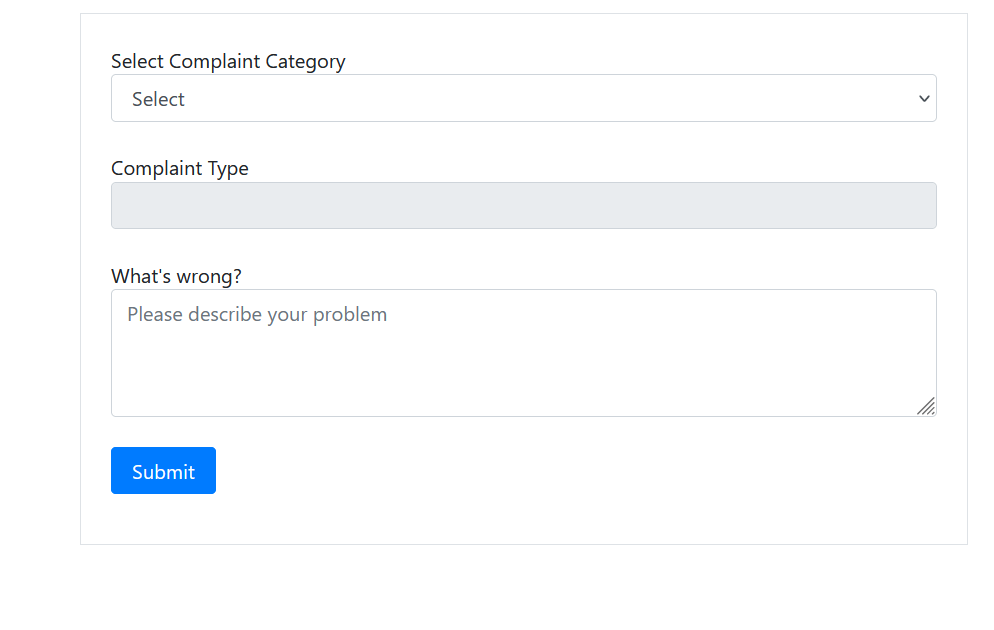 Select Complaint Category
Select
Complaint Type
What's wrong?
Please describe your problem
Submit